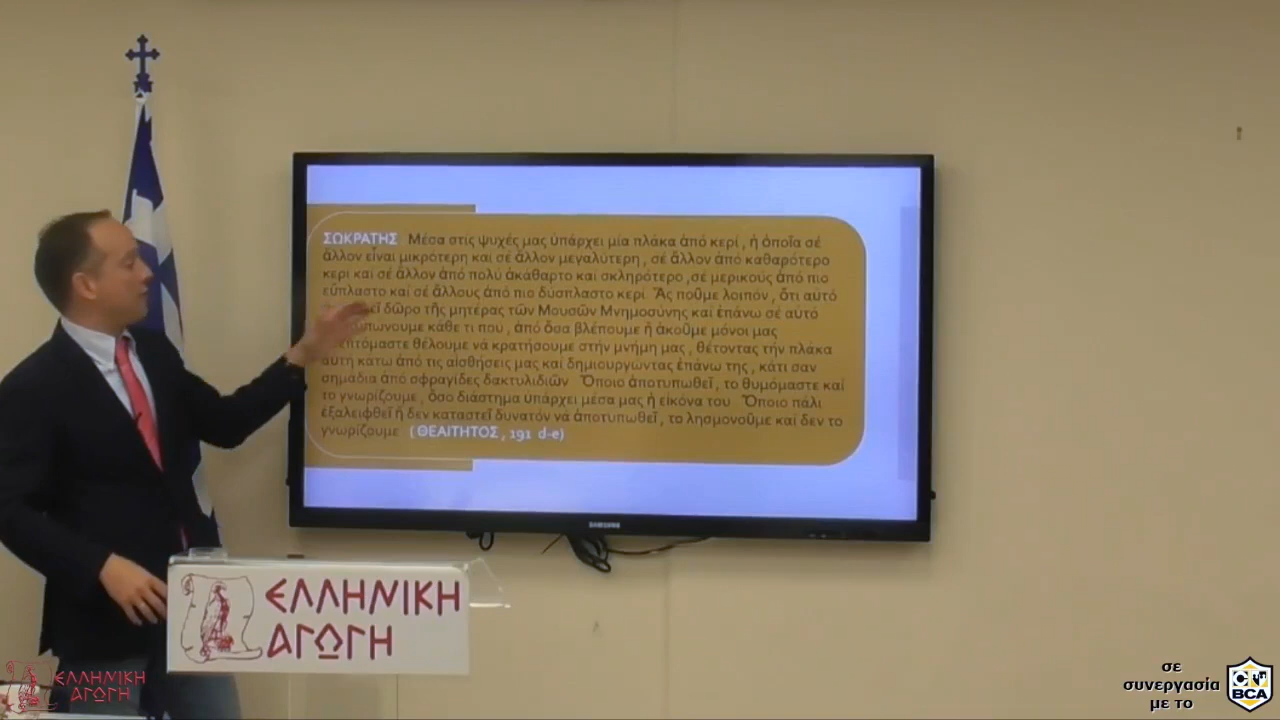 ΣΩΚΡΑΤΗΣ Μέσα στις ψυχές μας ὑπάρχει μία πλάκα ἀπό κερί , ἡ ὁποῖα σέ
ἄλλον εἶναι μικρότερη και σέ ἄλλον μεγαλύτερη , σέ ἄλλον ἀπό καθαρότερο
κερί και σέ ἄλλον ἀπό πολύ ἀκάθαρτο και σκληρότερο ,σέ μερικούς ἀπό πιο
εὔπλαστο καί σέ ἄλλους ἀπό πιο δύσπλαστο κερί. Ἄς ποῦμε λοιπόν , ὅτι αὐτό
δῶρο τῆς μητέρας τῶν Μουσῶν Μνημοσύνης καί ἐπάνω σέ αὐτό
κάθε τι που , ἀπό ὅσα βλέπουμε ἤ ἀκοῦμε μόνοι μας
θέλουμε νά κρατήσουμε στήν μνήμη μας , θέτοντας τήν πλάκα
αὐτή κάτω ἀπό τις αἰσθήσεις μας καί δημιουργώντας ἐπάνω της , κάτι σαν
σημάδια ἀπό σφραγίδες δακτυλιδιῶν Ὅποιο ἀποτυπωθεῖ , το θυμόμαστε καί
το γνωρίζουμε , ὅσο διάστημα ὑπάρχει μέσα μας ἡ εἰκόνα του Ὅποιο πάλι
ἐξαλειφθεῖ ἤ δεν καταστεῖ δυνατόν νά ἀποτυπωθεῖ , το λησμονοῦμε καί δεν το
γνωρίζουμε ( ΘΕΑΙΤΗΤΟΣ , 191 d-e)
SAMSUNG
ΕΛΛΗΝΙΚΗ
ΑΓΩΓΗ
ΕΛΛΗΝΙΚΗ
ΑΓΩΓΗ
σε
συνεργασία
με το
BCA